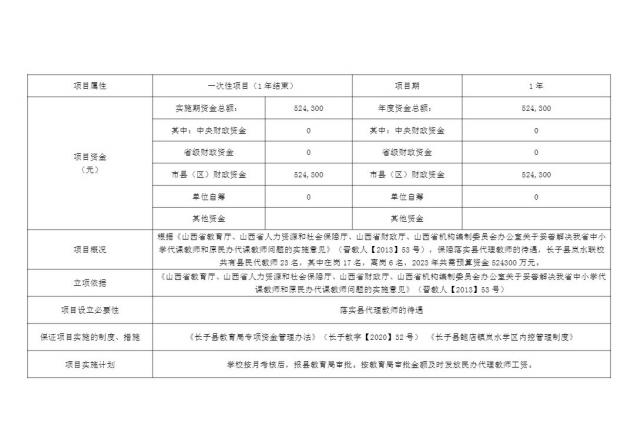 项目属性 一次性项目（1年结束） 项目期 1年
项目资金（元） 实施期资金总额： 524,300 年度资金总额： 524,300
其中：中央财政资金 0 其中：中央财政资金 0
省级财政资金 0 省级财政资金 0
市县（区）财政资金 524,300 市县（区）财政资金 524,300
单位自筹 0 单位自筹 0
其他资金 其他资金
项目概况 根据《山西省教育厅、山西省人力资源和社会保障厅、山西省财政厅、山西省机构编制委员会办公室关于妥善解决我省中小
学代课教师和原民办代课教师问题的实施意见》（晋教人【2013】53号），保障落实县代理教师的待遇，长子县岚水联校
共有县民代教师23名，其中在岗17名，离岗6名，2023年共需预算资金524300万元。
立项依据 《山西省教育厅、山西省人力资源和社会保障厅、山西省财政厅、山西省机构编制委员会办公室关于妥善解决我省中小学代
课教师和原民办代课教师问题的实施意见》（晋教人【2013】53号）
项目设立必要性 落实县代理教师的待遇
保证项目实施的制度、措施 《长子县教育局专项资金管理办法》（长子教字【2020】32号） 《长子县鲍店镇岚水学区内控管理制度》
项目实施计划 学校按月考核后，报县教育局审批。按教育局审批金额及时发放民办代理教师工资。